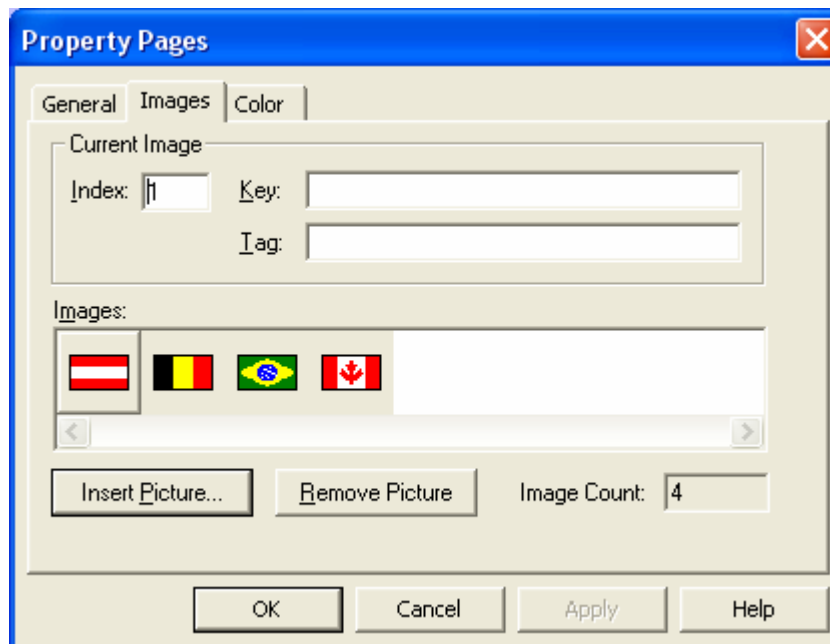 Property Pages
General Images Color
Current Image
Index: 1 Key:
Tag:
Images:
Insert Picture... Remove Picture Image Count: 4
OK Cancel Apply Help